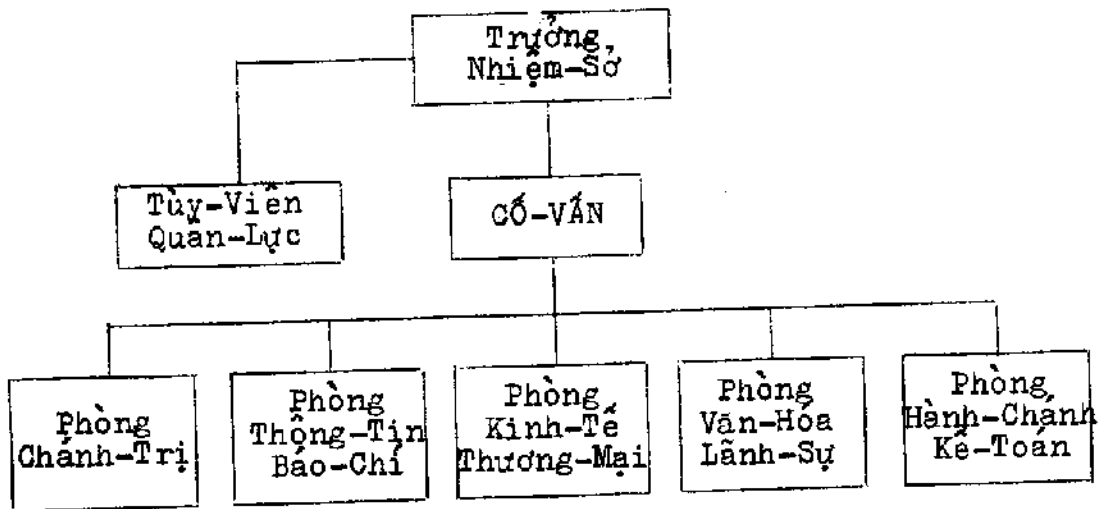 Trưởng
Nhiệm-Sở
Tùy-Viên
Quân-Lực
CỐ-VẤN
Phòng
Chánh-Trị
Phòng
Thông-Tin
Báo-Chí
Phòng
Kinh-Tế
Thương-Mại
Phòng
Văn-Hóa
Lãnh-Sự
Phòng
Hành-Chánh
Kế-Toán